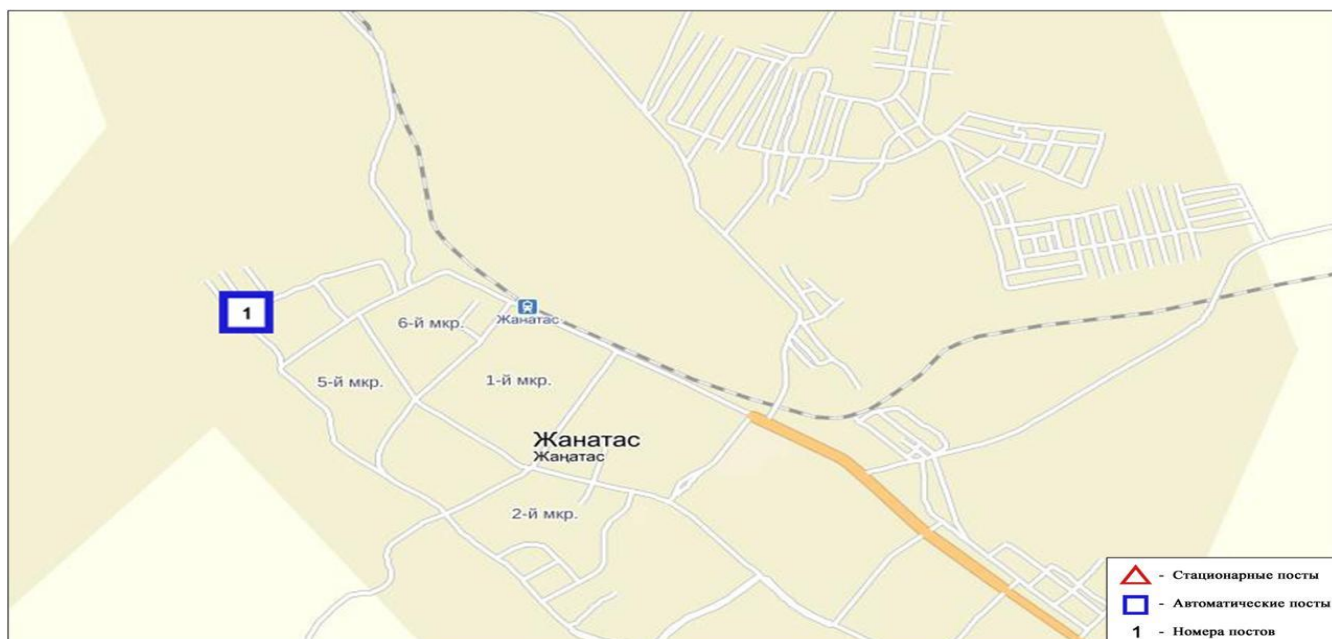 1
6-й мкр.
Жанатас
5-й мкр.
1-й мкр.
Жанатас
Жаңатас
2-й мкр.
- Стационарные посты
- Автоматические посты
1 - Номера постов